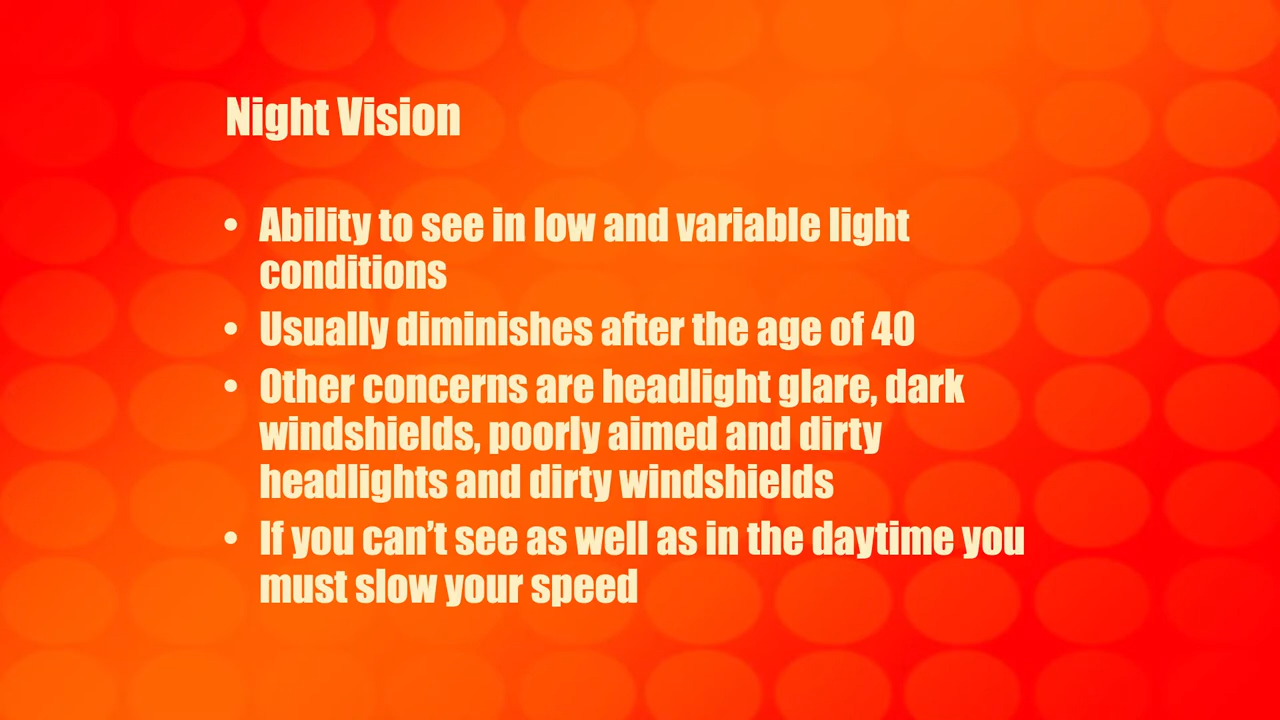 Night Vision
• Ability to see in low and variable light
conditions
• Usually diminishes after the age of 40
• Other concerns are headlight glare, dark
windshields, poorly aimed and dirty
headlights and dirty windshields
• If you can’t see as well as in the daytime you
must slow your speed